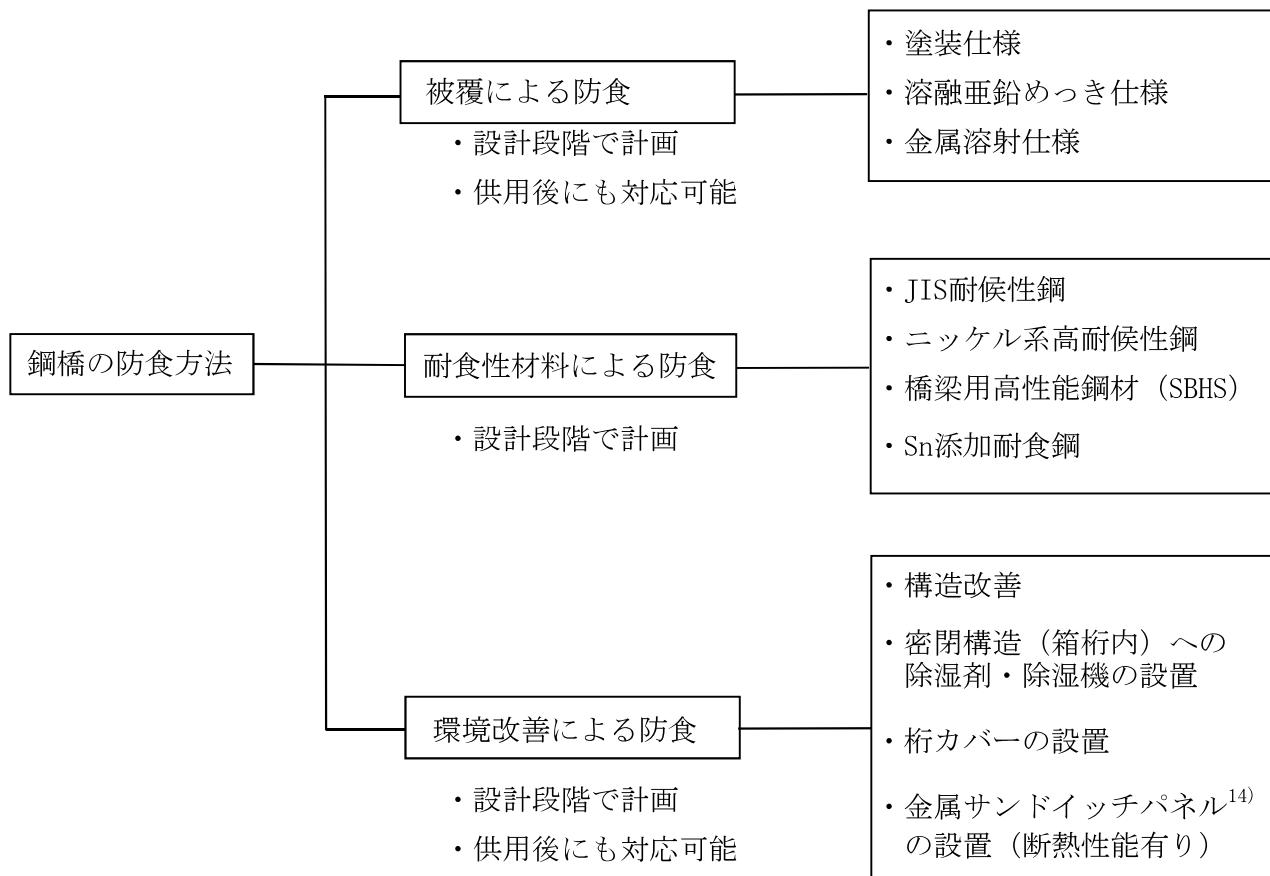 鋼橋の防食方法
被覆による防食
・設計段階で計画
・供用後にも対応可能
・塗装仕様
・溶融亜鉛めっき仕様
・金属溶射仕様
耐食性材料による防食
・設計段階で計画
・JIS耐候性鋼
・ニッケル系高耐候性鋼
・橋梁用高性能鋼材（SBHS）
・Sn添加耐食鋼
環境改善による防食
・設計段階で計画
・供用後にも対応可能
・構造改善
・密閉構造（箱桁内）への
除湿剤・除湿機の設置
・桁カバーの設置
・金属サンドイッチパネル14)
の設置（断熱性能有り）